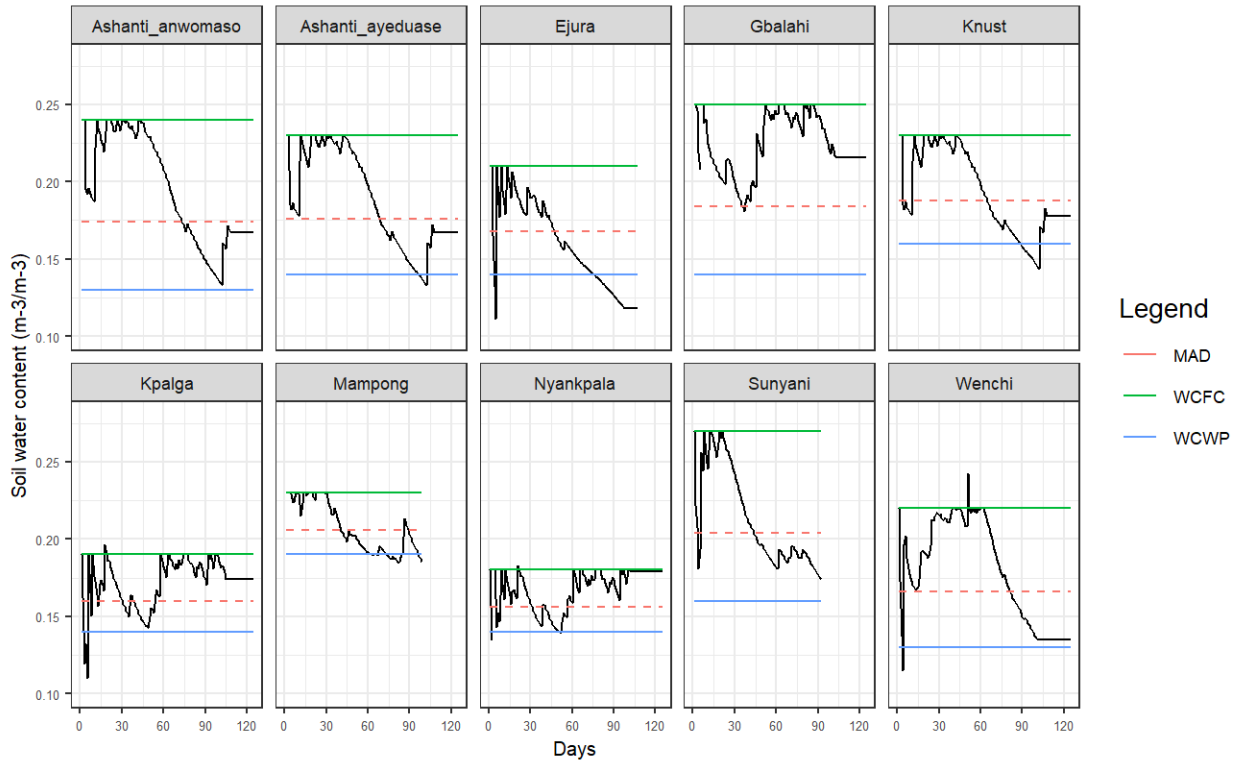 Ashanti_anwomaso Ashanti_ayeduase Ejura Gbalahi Knust
0.25
0.20
0.15
0.10
Kpalga Mampong Nyankpala Sunyani Wenchi
0.25
0.20
0.15
0.10
0 30 60 90 120 0 30 60 90 120 0 30 60 90 120 0 30 60 90 120 0 30 60 90 120
Days
Soil water content (m-3/m-3)
Legend
MAD
WCFC
WCWP